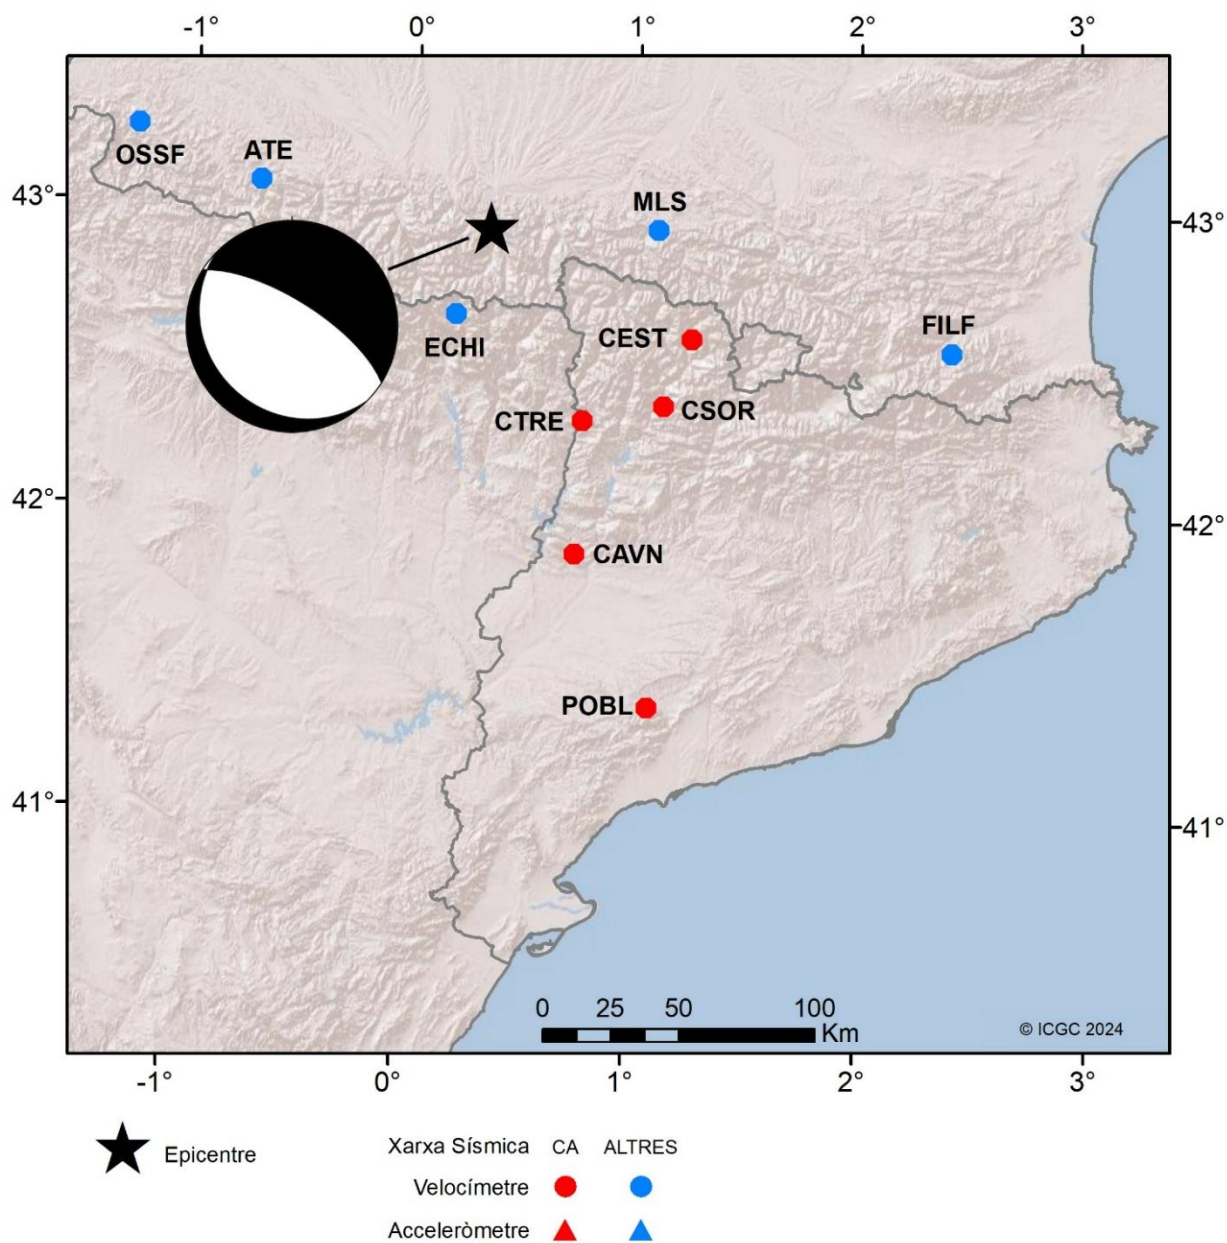 -1° 0° 1° 2° 3°
OSSF
ATE
43°
MLS
43°
ECHI
CEST
FILF
CTRE
CSOR
42°
42°
CAVN
POBL
41°
41°
0 25 50 100
Km
© ICGC 2024
-1° 0° 1° 2° 3°
Epicentre
Xarxa Sísmica CA ALTRES
Velocímetre
Acceleròmetre